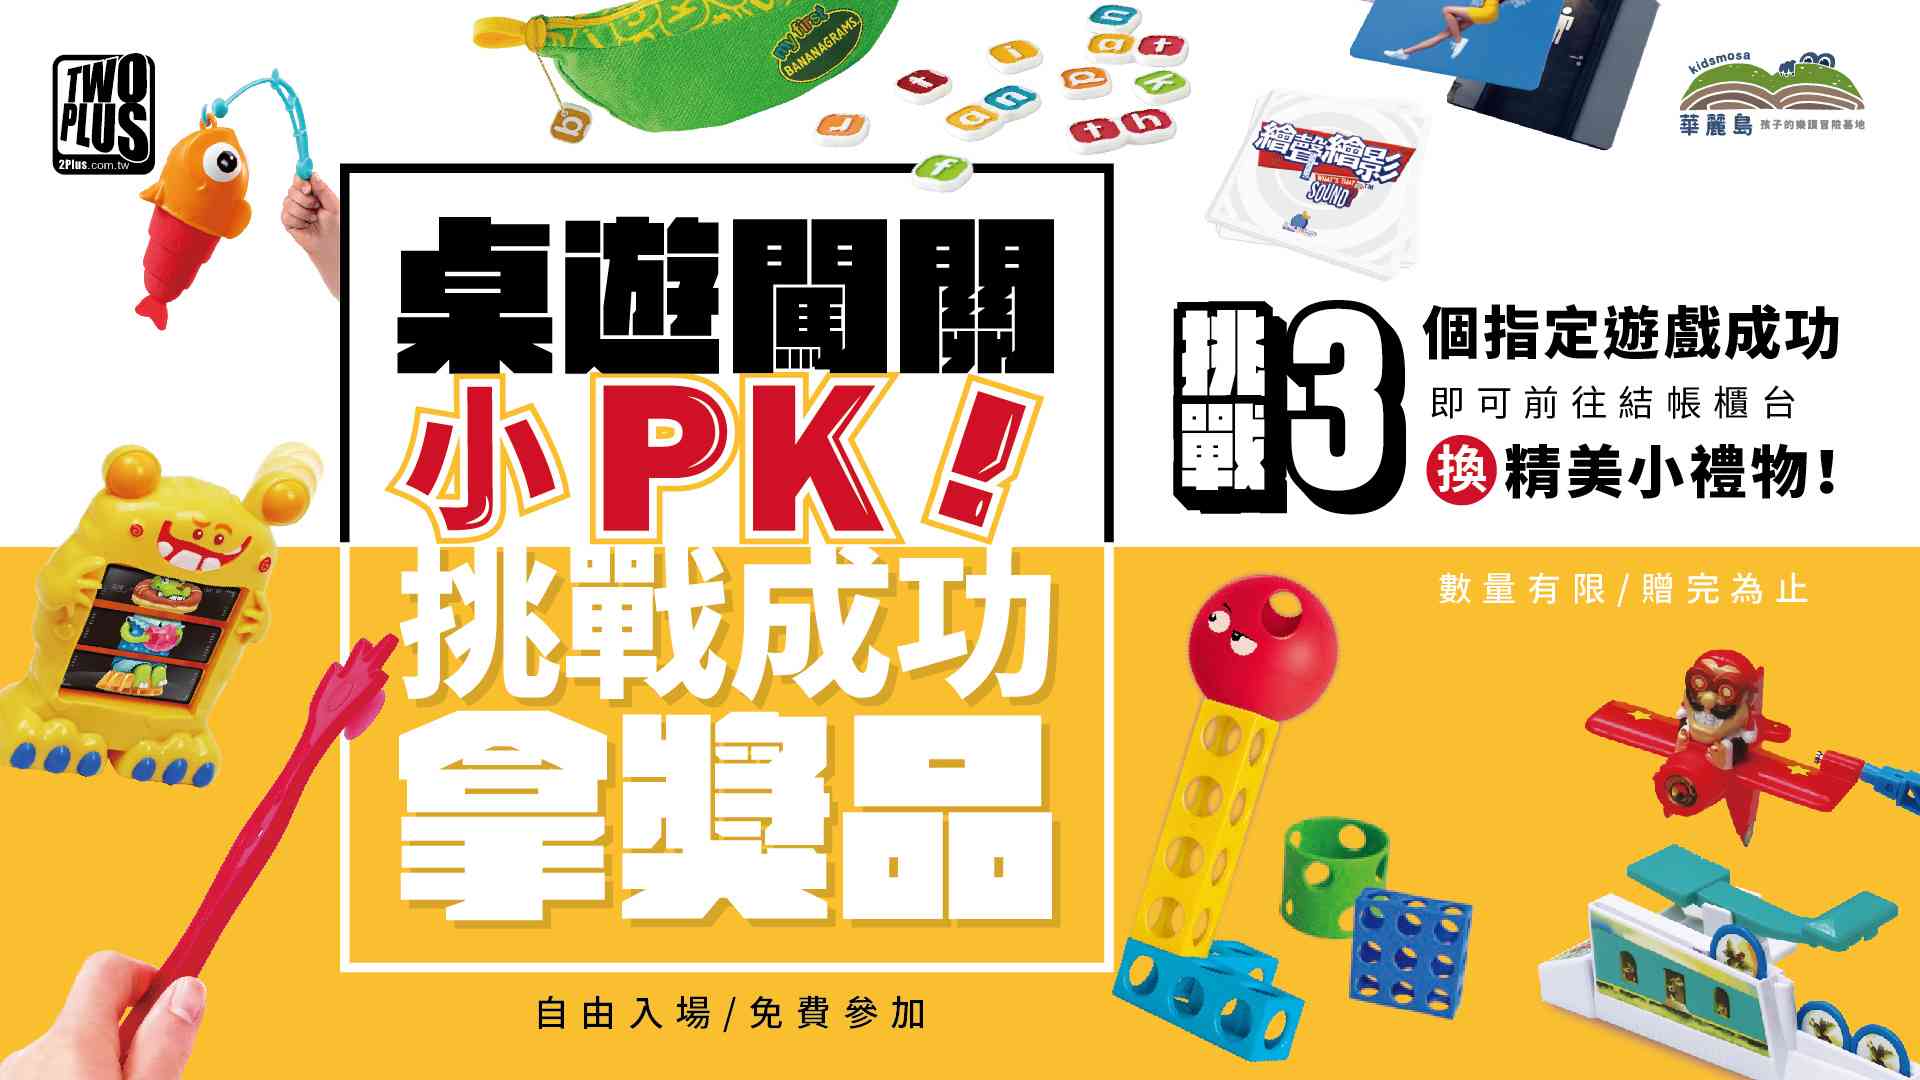 TWO
PLUS
2Plus.com.tw
my first
BANANAGRAMS
b
n
i
a
t
t
p
k
a
n
r
t
h
f
繪聲繪影
WHAT'S THAT
SOUND
kidsmosa
華麗島 孩子的樂讀冒險基地
桌遊闖關
小PK！
挑戰成功
拿獎品
自由入場/免費參加
挑戰3個指定遊戲成功
即可前往結帳櫃台
換精美小禮物！
數量有限/贈完為止